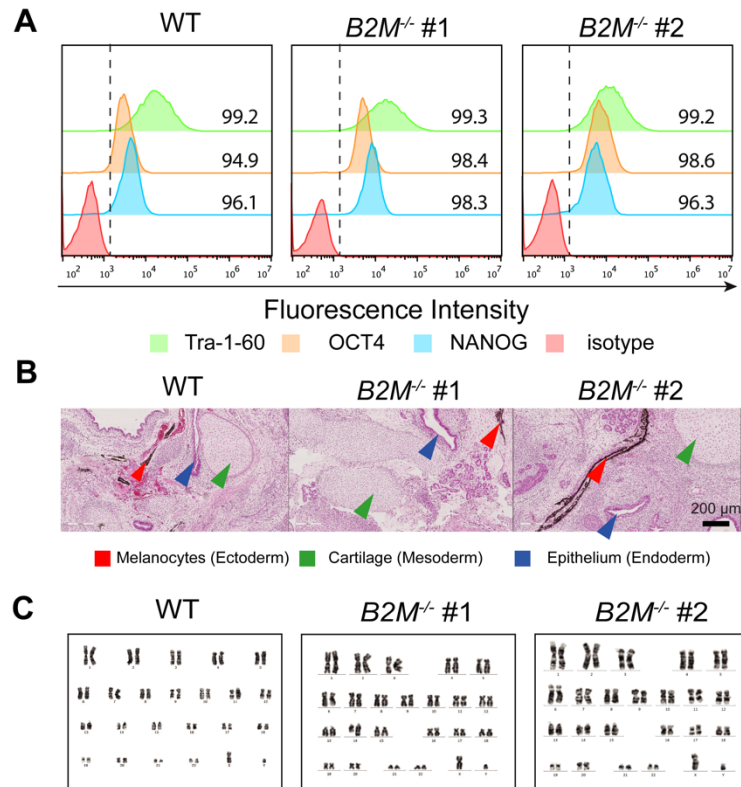 A
WT B2M-/- #1 B2M-/- #2
99.2 99.3 99.2
94.9 98.4 98.6
96.1 98.3 96.3
10² 10³ 10⁴ 10⁵ 10⁶ 10⁷ 10² 10³ 10⁴ 10⁵ 10⁶ 10⁷ 10² 10³ 10⁴ 10⁵ 10⁶ 10⁷
Fluorescence Intensity
Tra-1-60 OCT4 NANOG isotype
B
WT B2M-/- #1 B2M-/- #2
200 μm
Melanocytes (Ectoderm) Cartilage (Mesoderm) Epithelium (Endoderm)
C
WT B2M-/- #1 B2M-/- #2